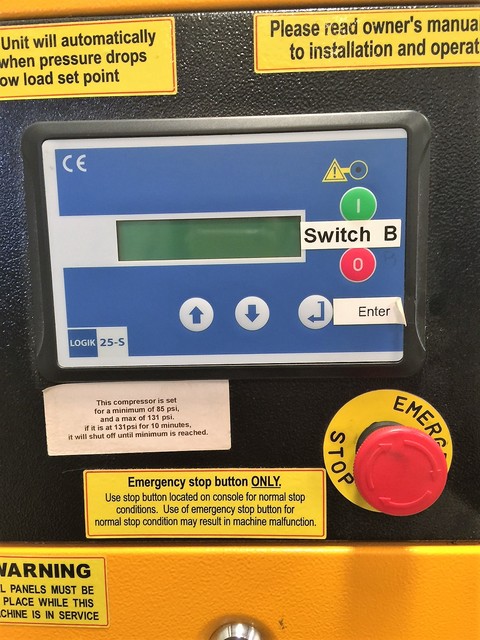 Unit will automatically
when pressure drops
low load set point
Please read owner's manual
to installation and operat
CE
I
Switch B
O
Enter
LOGIK 25-S
This compressor is set
for a minimum of 85 psi,
and a max of 131 psi.
if it is at 131psi for 10 minutes,
it will shut off until minimum is reached.
STOP
EMERG
Emergency stop button ONLY.
Use stop button located on console for normal stop
conditions. Use of emergency stop button for
normal stop condition may result in machine malfunction.
WARNING
L PANELS MUST BE
PLACE WHILE THIS
CHINE IS IN SERVICE